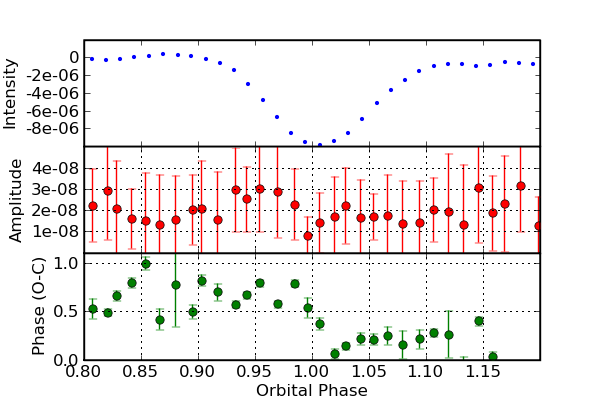 Intensity
0
-2e-06
-4e-06
-6e-06
-8e-06
Amplitude
4e-08
3e-08
2e-08
1e-08
Phase (O-C)
1.0
0.5
0.0
0.80 0.85 0.90 0.95 1.00 1.05 1.10 1.15
Orbital Phase